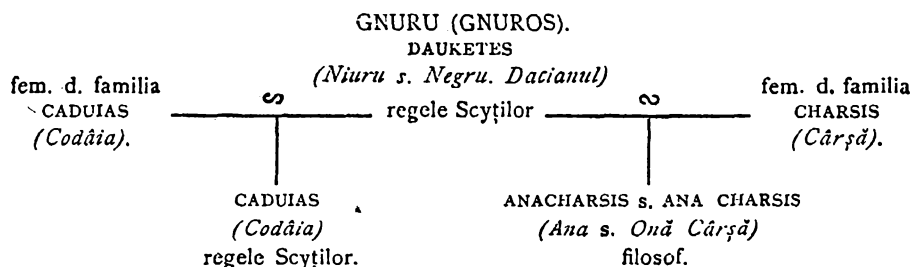 GNURU (GNUROS).
DAUKETES
(Niuru s. Negru. Dacianul)
regele Scyților
fem. d. familia
CADUIAS
(Codâia).
fem. d. familia
CHARSIS
(Cârșă).
CADUIAS
(Codâia)
regele Scyților.
ANACHARSIS s. ANA CHARSIS
(Ana s. Onă Cârșă)
filosof.